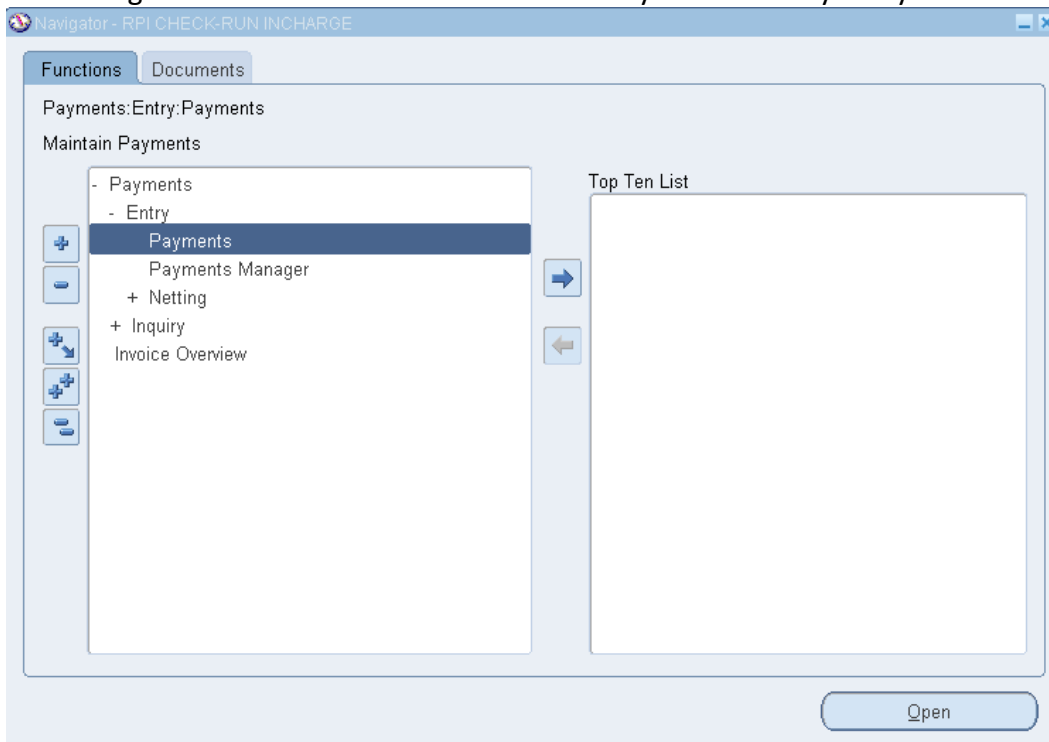 Navigator - RPI CHECK-RUN INCHARGE
Functions Documents
Payments:Entry:Payments
Maintain Payments
- Payments
- Entry
Payments
Payments Manager
+ Netting
+ Inquiry
Invoice Overview
Top Ten List
Open